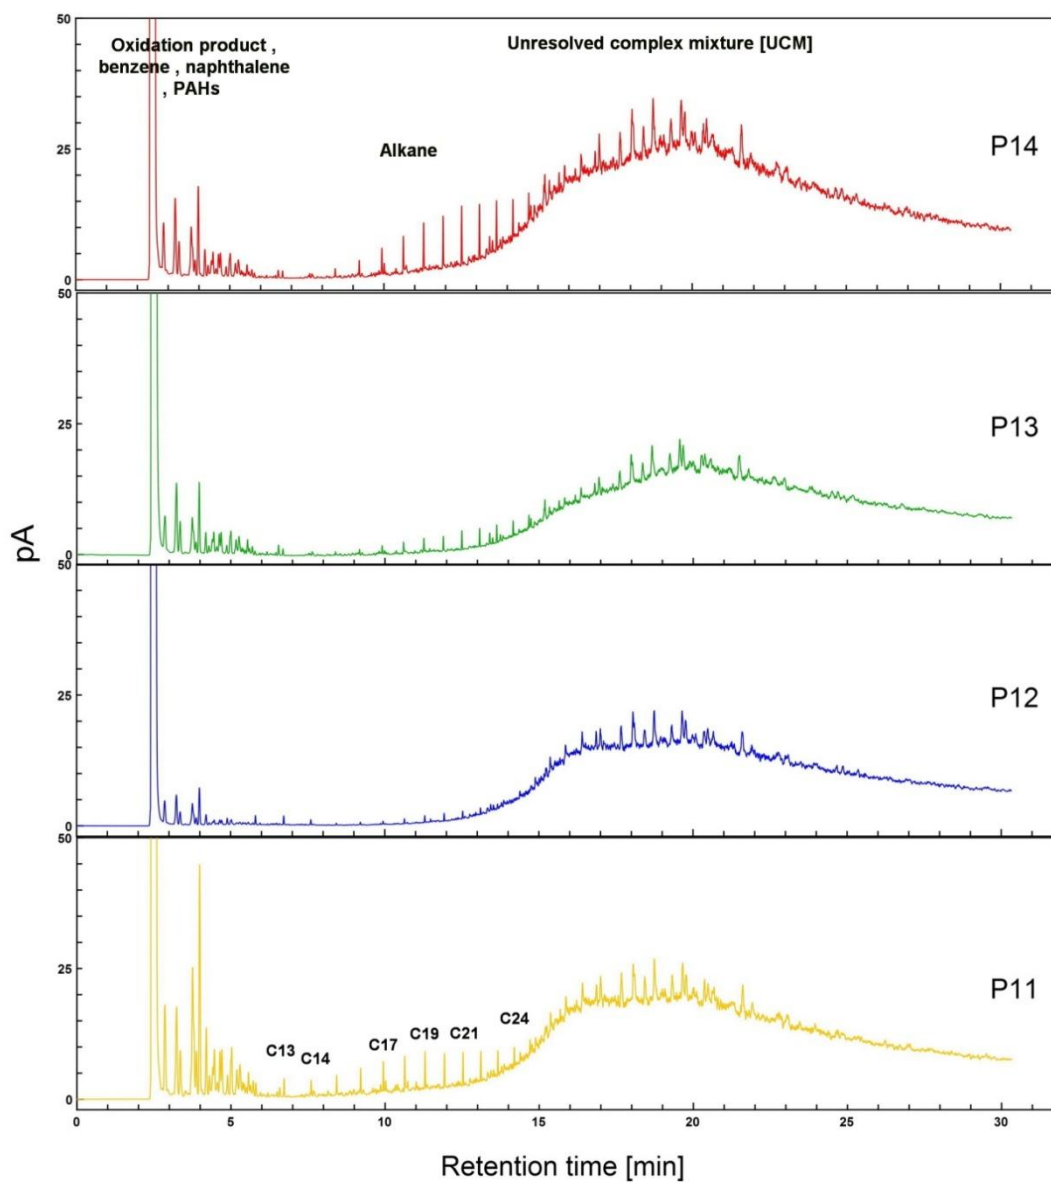 50
Oxidation product ,
benzene , naphthalene
, PAHs
Unresolved complex mixture [UCM]
Alkane
P14
25
0
50
P13
25
0
pA
50
P12
25
0
50
P11
25
C13
C14
C17
C19
C21
C24
0
0 5 10 15 20 25 30
Retention time [min]